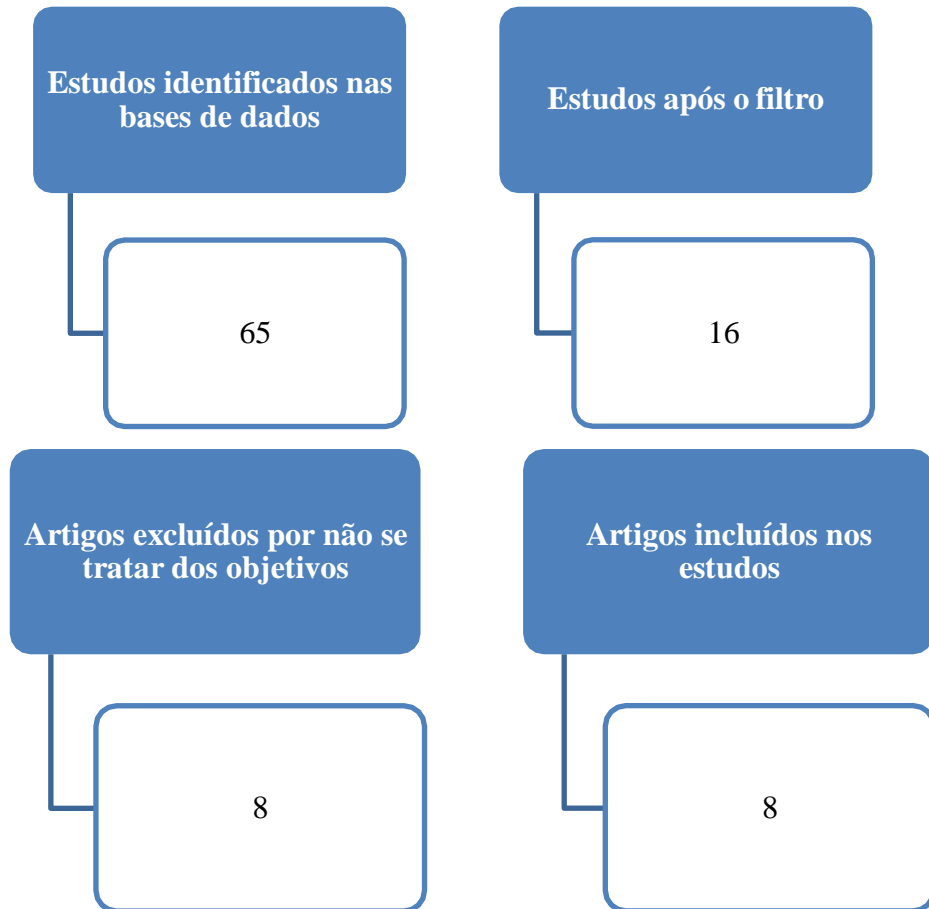 Estudos identificados nas
bases de dados
65
Estudos após o filtro
16
Artigos excluídos por não se
tratar dos objetivos
8
Artigos incluídos nos
estudos
8